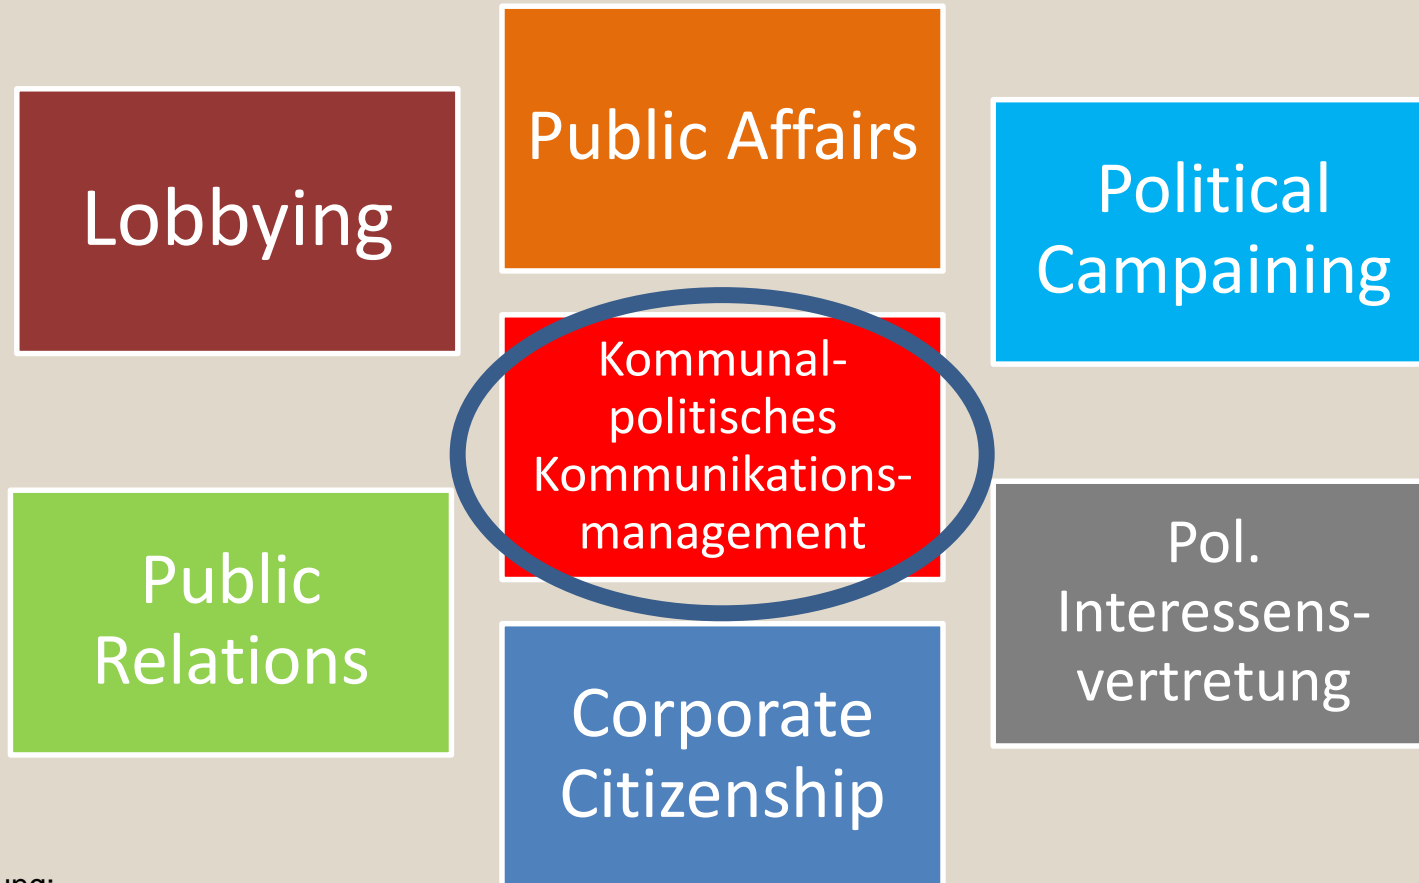 Public Affairs
Lobbying
Political
Campaining
Kommunal-
politisches
Kommunikations-
management
Public
Relations
Pol.
Interessens-
vertretung
Corporate
Citizenship